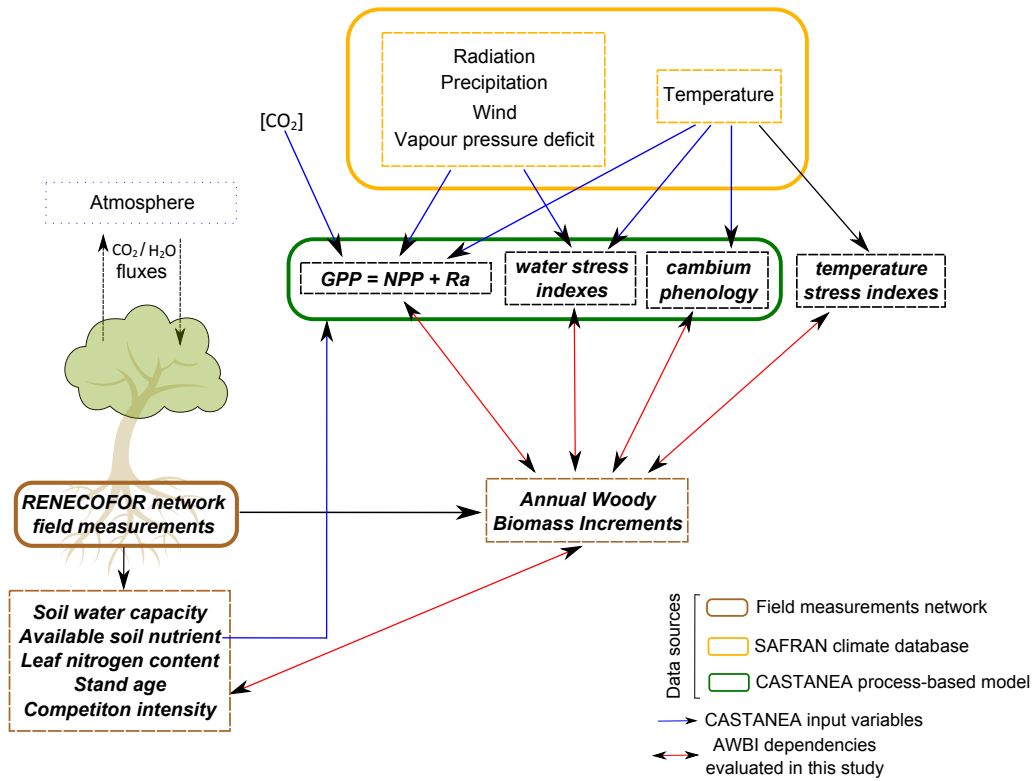 Radiation
Precipitation
Wind
Vapour pressure deficit
Temperature
[CO₂]
Atmosphere
CO₂ / H₂O
fluxes
GPP = NPP + Ra
water stress
indexes
cambium
phenology
temperature
stress indexes
RENECOFOR network
field measurements
Annual Woody
Biomass Increments
Soil water capacity
Available soil nutrient
Leaf nitrogen content
Stand age
Competiton intensity
Data sources
Field measurements network
SAFRAN climate database
CASTANEA process-based model
CASTANEA input variables
AWBI dependencies
evaluated in this study